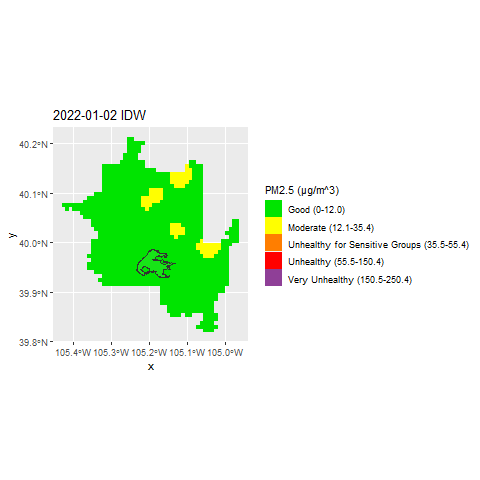 2022-01-02 IDW
40.2°N
40.1°N
40.0°N
39.9°N
39.8°N
y
105.4°W 105.3°W 105.2°W 105.1°W 105.0°W
x
PM2.5 (µg/m^3)
Good (0-12.0)
Moderate (12.1-35.4)
Unhealthy for Sensitive Groups (35.5-55.4)
Unhealthy (55.5-150.4)
Very Unhealthy (150.5-250.4)